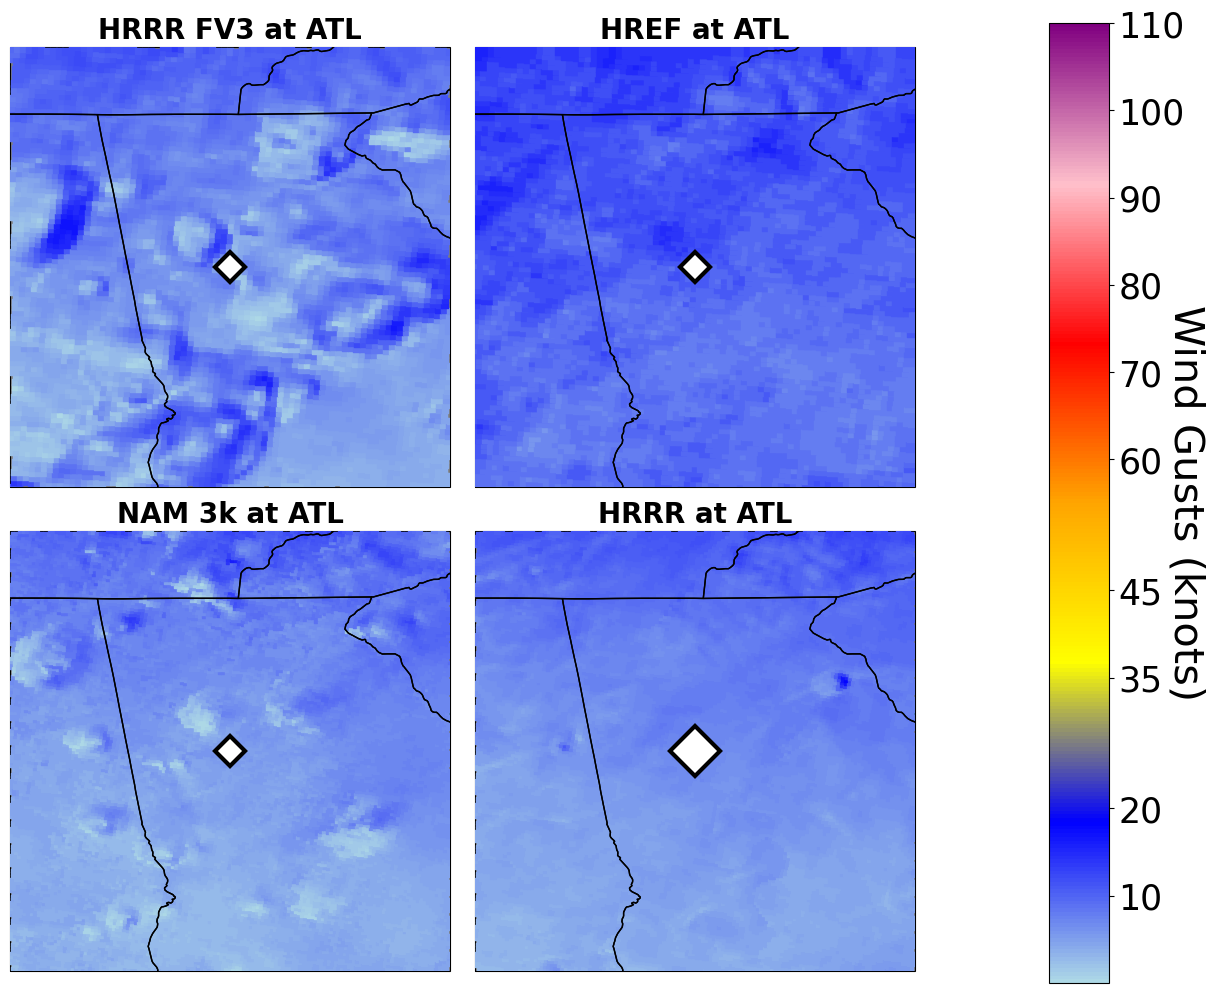 HRRR FV3 at ATL
HREF at ATL
NAM 3k at ATL
HRRR at ATL
110
100
90
80
70
60
45
35
20
10
Wind Gusts (knots)